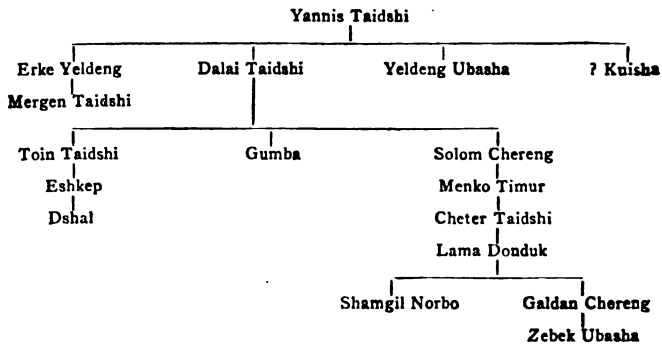 Yannis Taidshi
Erke Yeldeng Dalai Taidshi Yeldeng Ubasha ? Kuisha
Mergen Taidshi
Toin Taidshi Gumba Solom Chereng
Eshkep Menko Timur
Dshal Cheter Taidshi
Lama Donduk
Shamgil Norbo Galdan Chereng
Zebek Ubasha